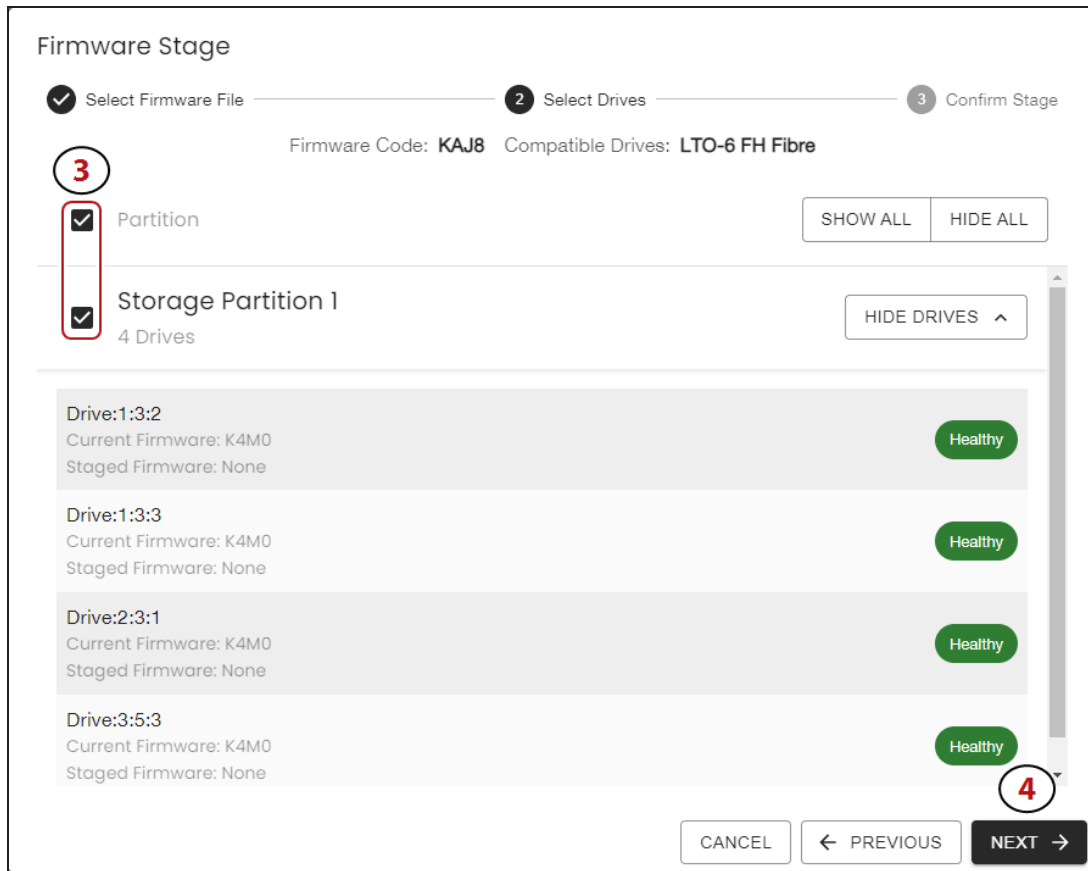 Firmware Stage
Select Firmware File 2 Select Drives 3 Confirm Stage
Firmware Code: KAJ8 Compatible Drives: LTO-6 FH Fibre
3
Partition SHOW ALL HIDE ALL
Storage Partition 1
4 Drives
HIDE DRIVES
Drive:1:3:2
Current Firmware: K4M0
Staged Firmware: None
Healthy
Drive:1:3:3
Current Firmware: K4M0
Staged Firmware: None
Healthy
Drive:2:3:1
Current Firmware: K4M0
Staged Firmware: None
Healthy
Drive:3:5:3
Current Firmware: K4M0
Staged Firmware: None
Healthy
4
CANCEL PREVIOUS NEXT